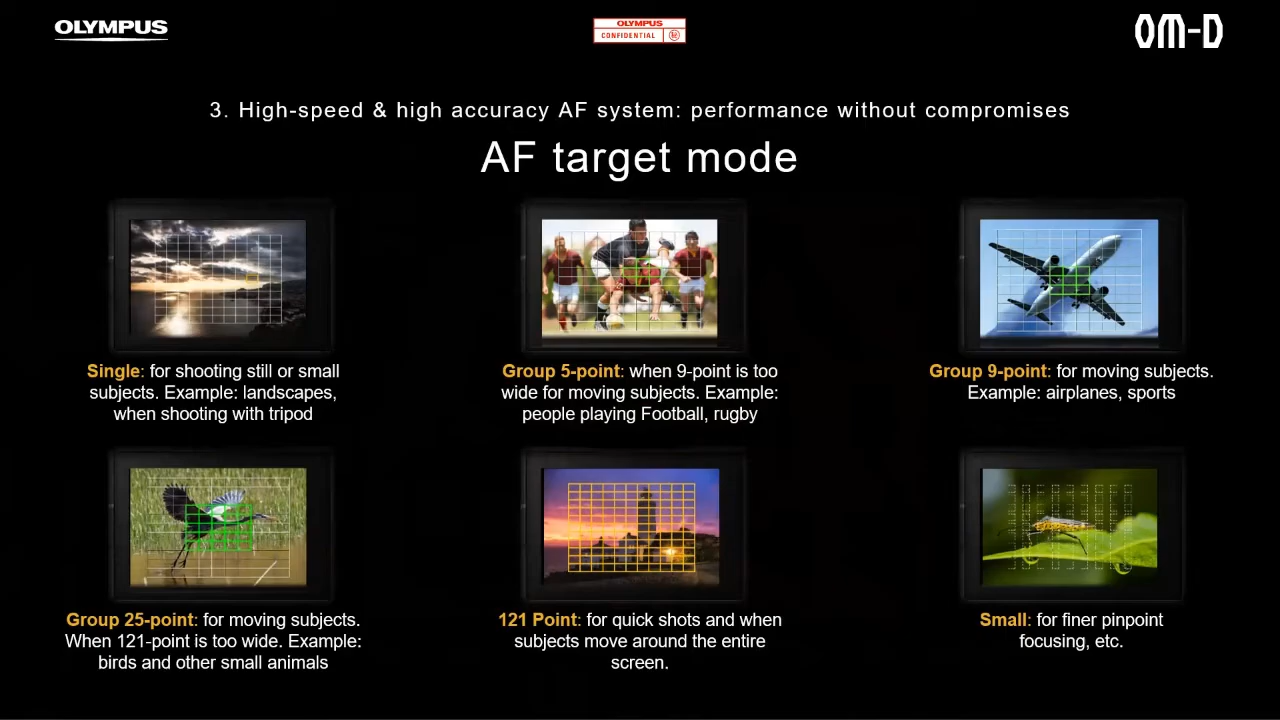 OLYMPUS
OLYMPUS
CONFIDENTIAL
OM-D
3. High-speed & high accuracy AF system: performance without compromises
AF target mode
Single: for shooting still or small
subjects. Example: landscapes,
when shooting with tripod
Group 5-point: when 9-point is too
wide for moving subjects. Example:
people playing Football, rugby
Group 9-point: for moving subjects.
Example: airplanes, sports
Group 25-point: for moving subjects.
When 121-point is too wide. Example:
birds and other small animals
121 Point: for quick shots and when
subjects move around the entire
screen.
Small: for finer pinpoint
focusing, etc.